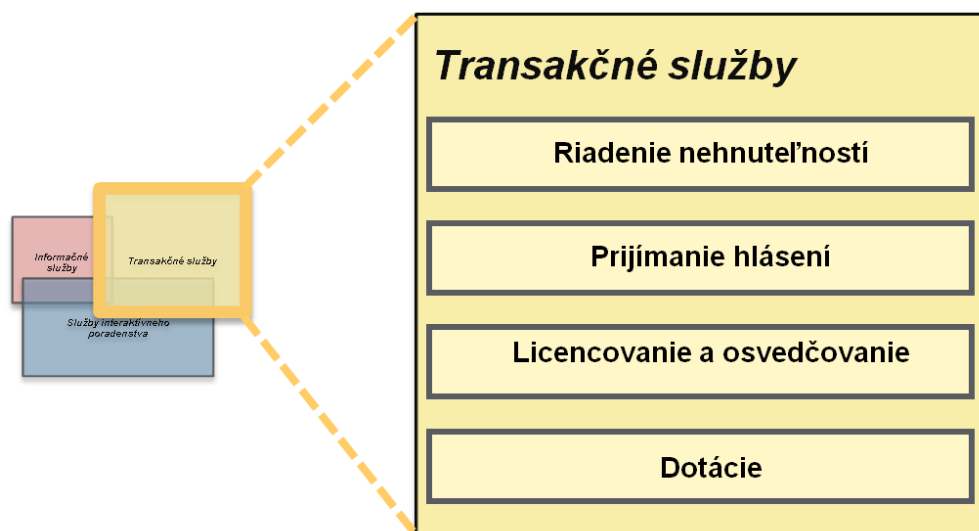 Informačné
služby
Transakčné služby
Služby interaktívneho
poradenstva
Transakčné služby
Riadenie nehnuteľností
Prijímanie hlásení
Licencovanie a osvedčovanie
Dotácie